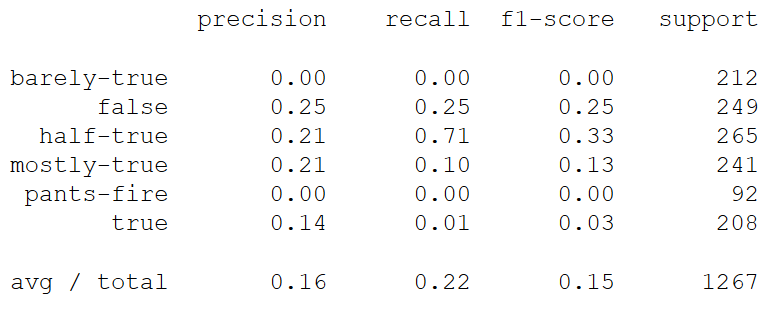 precision recall f1-score support
barely-true 0.00 0.00 0.00 212
false 0.25 0.25 0.25 249
half-true 0.21 0.71 0.33 265
mostly-true 0.21 0.10 0.13 241
pants-fire 0.00 0.00 0.00 92
true 0.14 0.01 0.03 208
avg / total 0.16 0.22 0.15 1267